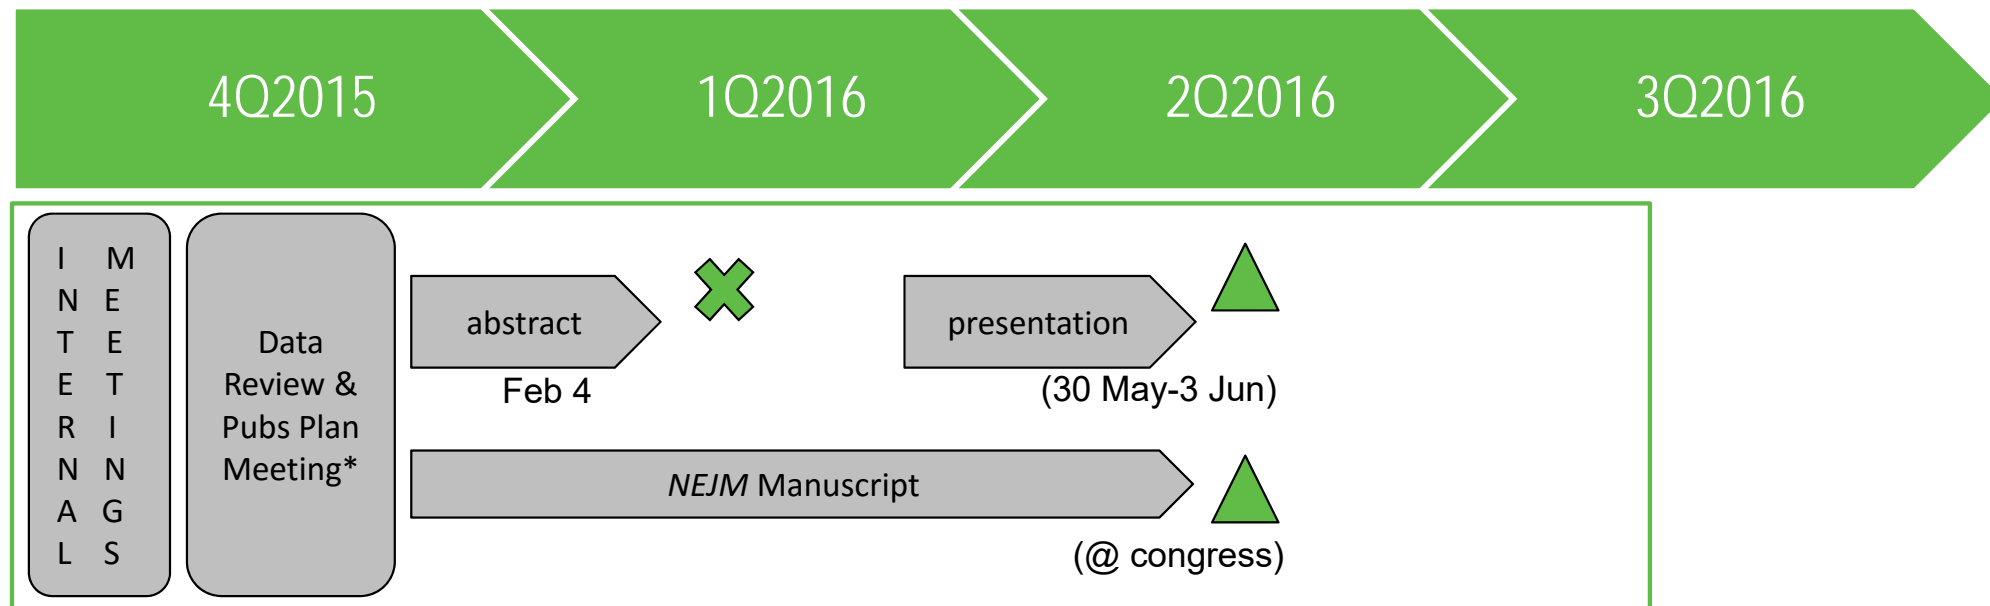 4Q2015
1Q2016
2Q2016
3Q2016
INTERNAL
MEETINGS
Data
Review &
Pubs Plan
Meeting*
abstract
Feb 4
presentation
(30 May-3 Jun)
NEJM Manuscript
(@ congress)